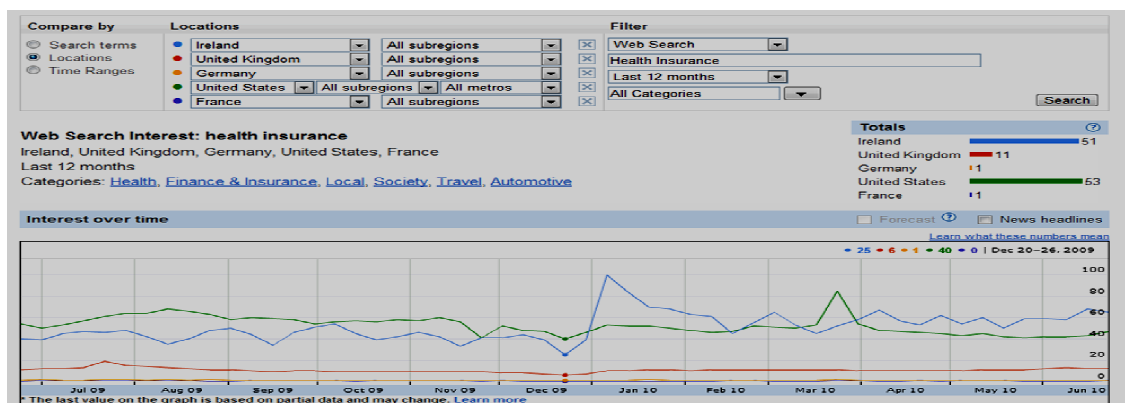 Compare by Locations Filter
Search terms Ireland All subregions Web Search
Locations United Kingdom All subregions Health Insurance
Time Ranges Germany All subregions Last 12 months
United States All subregions All metros All Categories
France All subregions Search
Web Search Interest: health insurance
Ireland, United Kingdom, Germany, United States, France
Last 12 months
Categories: Health, Finance & Insurance, Local, Society, Travel, Automotive
Totals
Ireland 51
United Kingdom 11
Germany 1
United States 53
France 1
Interest over time Forecast News headlines
Learn what these numbers mean
25 6 1 40 0 | Dec 20-26, 2009
100
80
60
40
20
0
Jul 09 Aug 09 Sep 09 Oct 09 Nov 09 Dec 09 Jan 10 Feb 10 Mar 10 Apr 10 May 10 Jun 10
* The last value on the graph is based on partial data and may change. Learn more